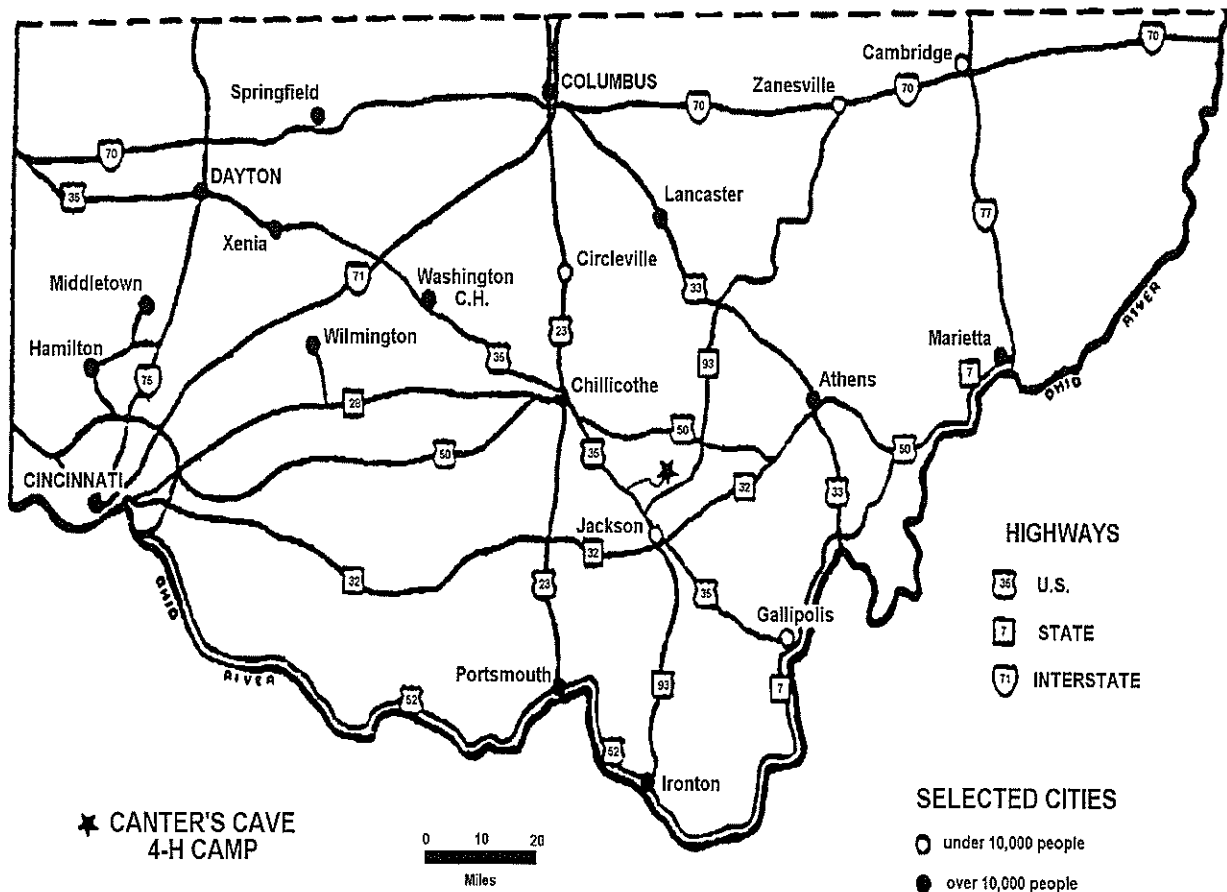 Cambridge
70
COLUMBUS
Zanesville
70
Springfield
70
70
DAYTON
35
Lancaster
77
Xenia
Circleville
71
Washington
C.H.
33
Middletown
RIVER
Wilmington
23
Marietta
Hamilton
35
93
7
75
Athens
OHIO
Chillicothe
28
50
50
50
35
CINCINNATI
32
33
Jackson
HIGHWAYS
32
32
23
35
35
U.S.
OHIO
Gallipolis
7
STATE
RIVER
Portsmouth
93
7
71
INTERSTATE
52
52
Ironton
SELECTED CITIES
CANTER'S CAVE
4-H CAMP
0 10 20
Miles
under 10,000 people
over 10,000 people